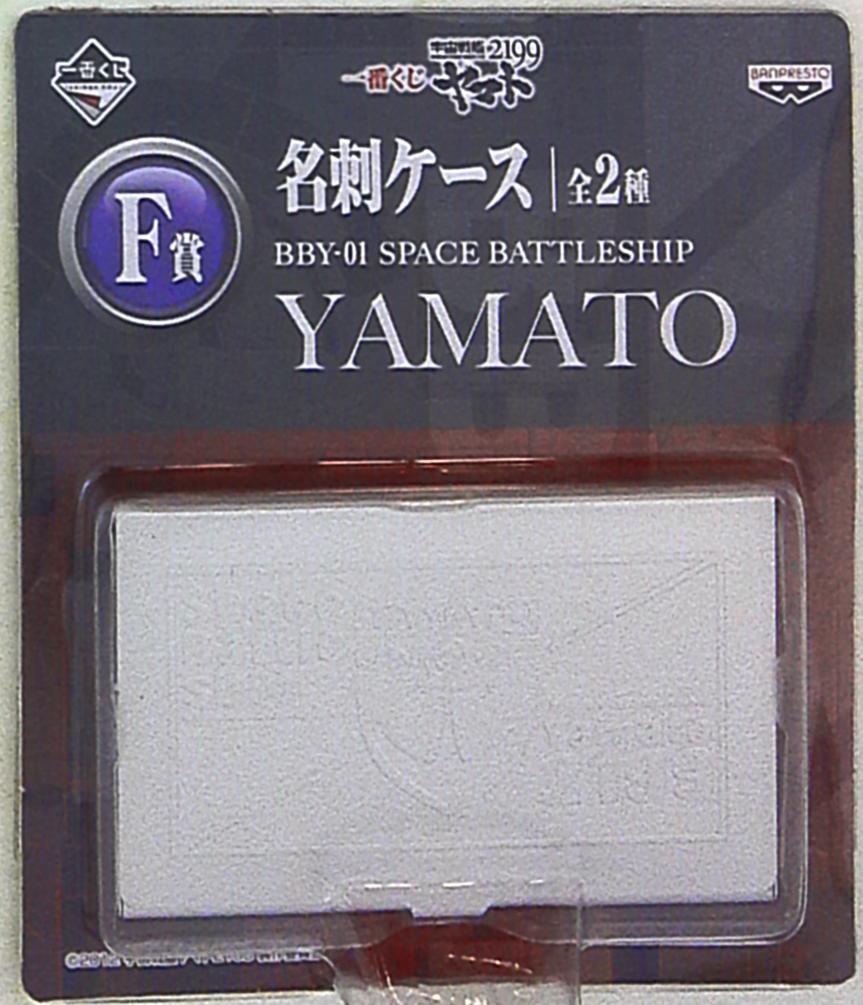 一番くじ
一番くじ 宇宙戦艦ヤマト2199
BANPRESTO
F賞
名刺ケース 全2種
BBY-01 SPACE BATTLESHIP
YAMATO
©2012